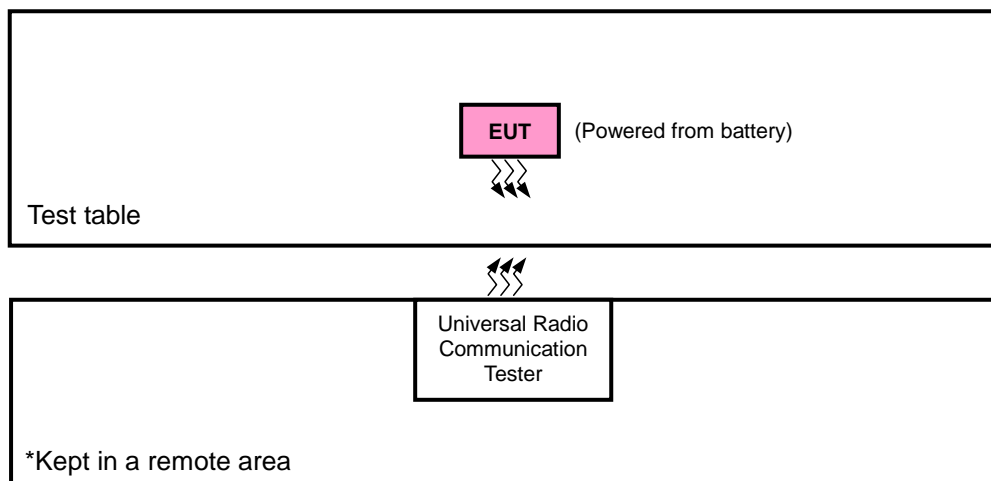 EUT
(Powered from battery)
Test table
Universal Radio
Communication
Tester
*Kept in a remote area